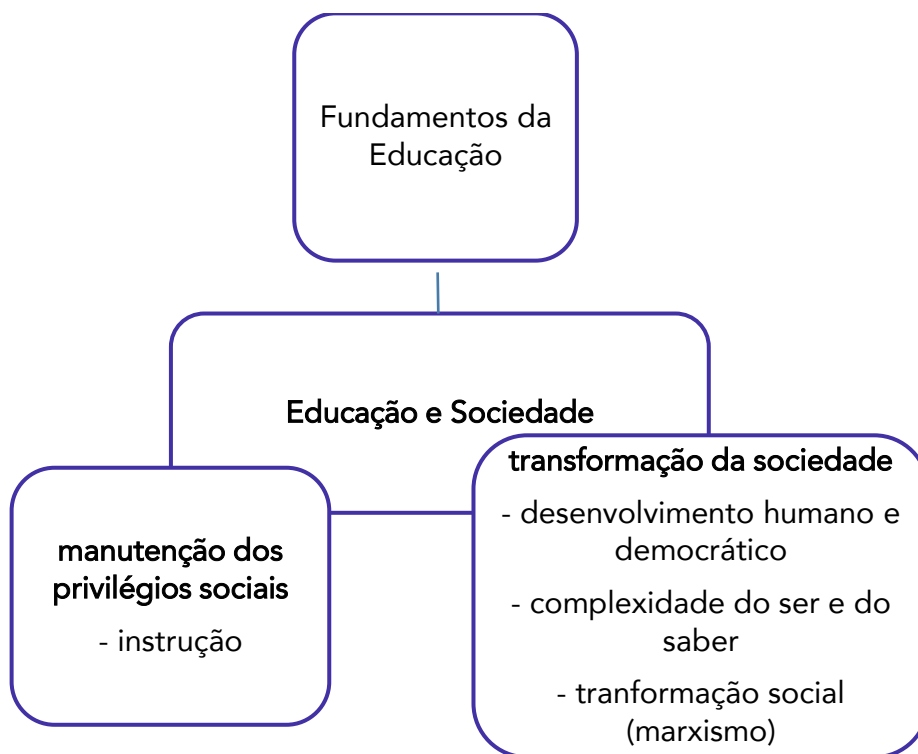 Fundamentos da
Educação
Educação e Sociedade
manutenção dos
privilégios sociais
- instrução
transformação da sociedade
- desenvolvimento humano e
democrático
- complexidade do ser e do
saber
- tranformação social
(marxismo)